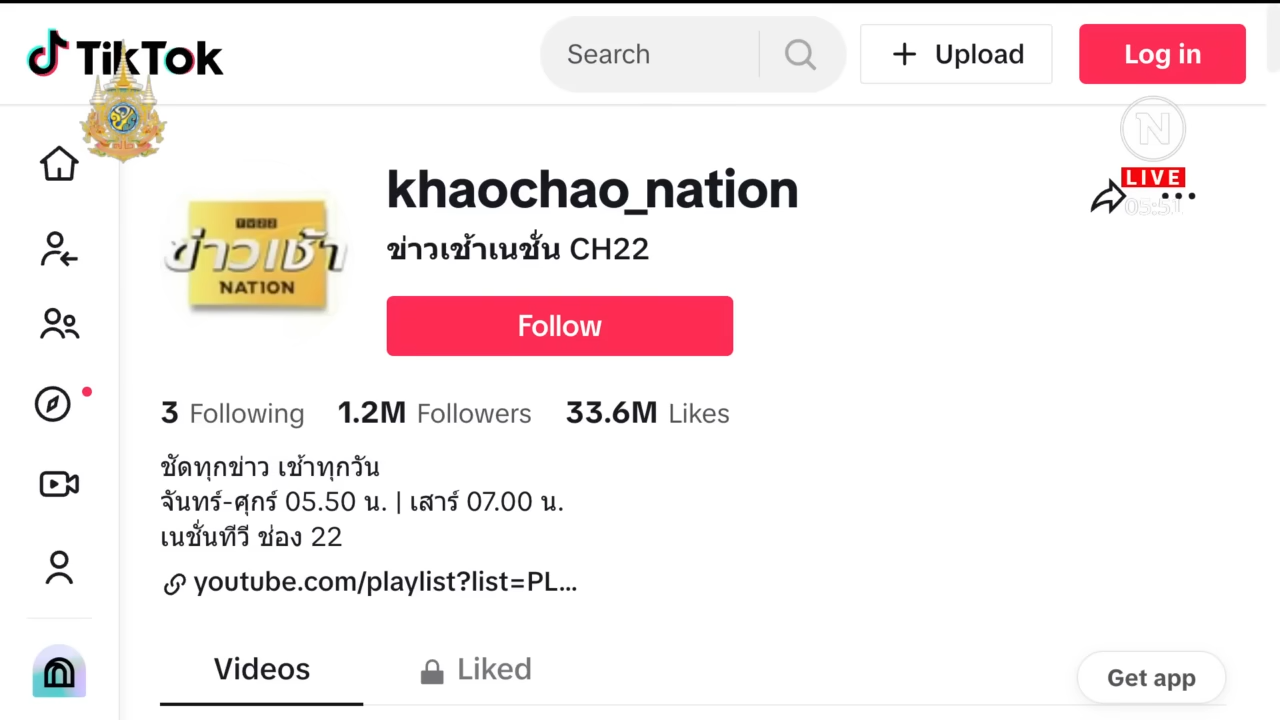 TikTok
Search
+ Upload
Log in
N
LIVE
05:51
khaochao_nation
ข่าวเช้าเนชั่น CH22
TV22
ข่าวเช้า
NATION
Follow
3 Following 1.2M Followers 33.6M Likes
ชัดทุกข่าว เช้าทุกวัน
จันทร์-ศุกร์ 05.50 น. | เสาร์ 07.00 น.
เนชั่นทีวี ช่อง 22
youtube.com/playlist?list=PL...
Videos
Liked
Get app